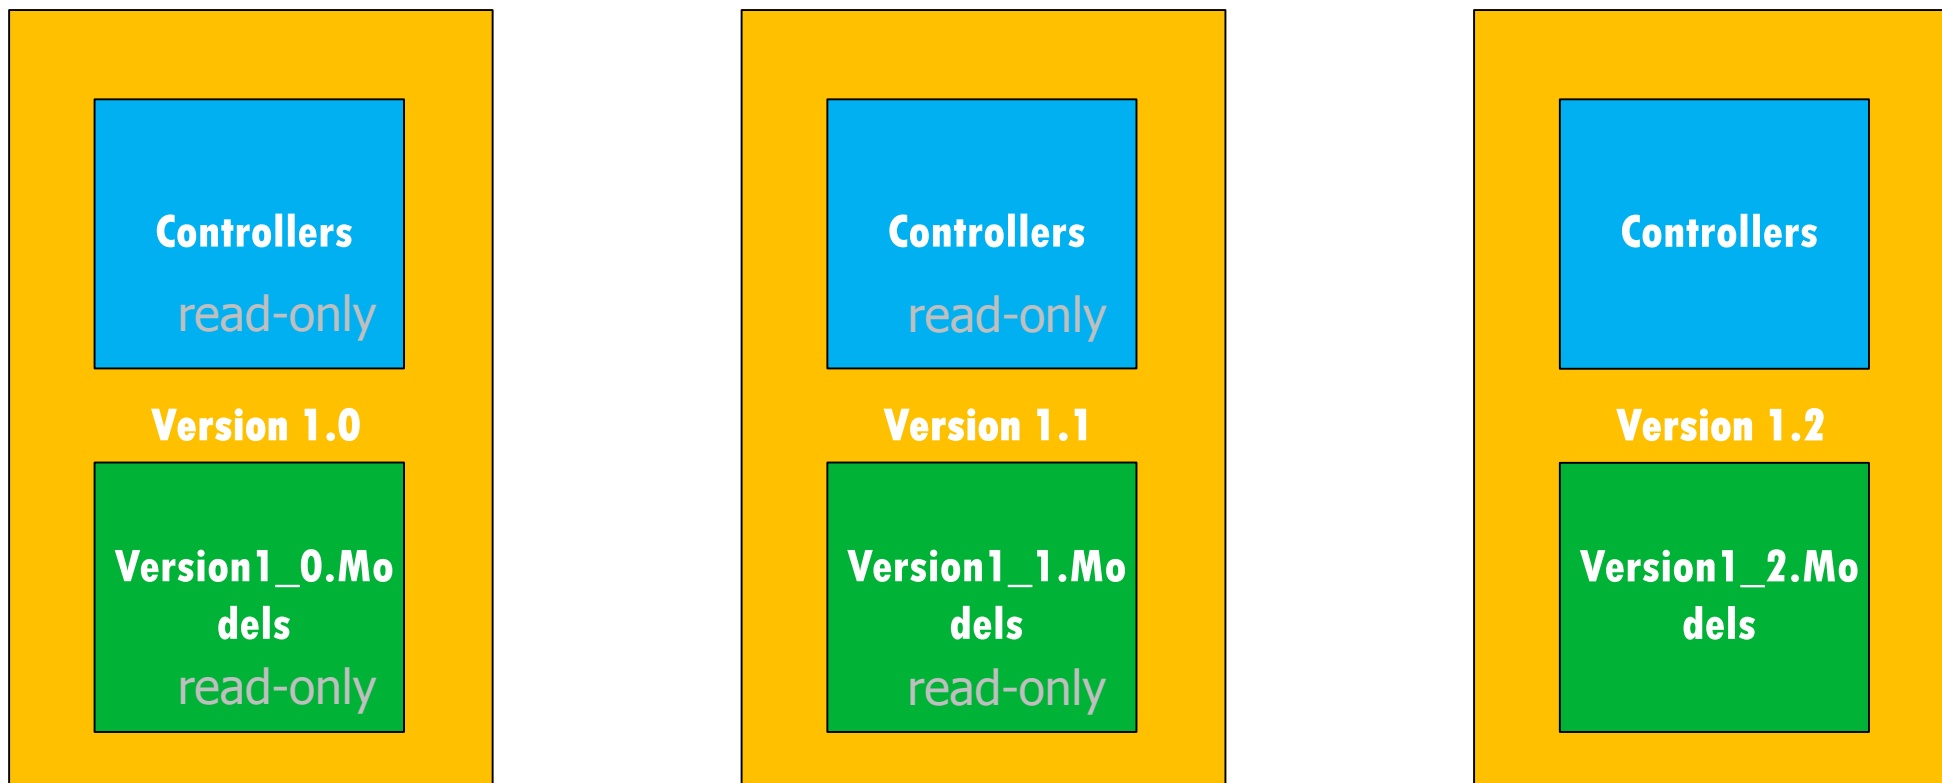 Controllers
read-only
Version 1.0
Version1_0.Mo
dels
read-only
Controllers
read-only
Version 1.1
Version1_1.Mo
dels
read-only
Controllers
Version 1.2
Version1_2.Mo
dels